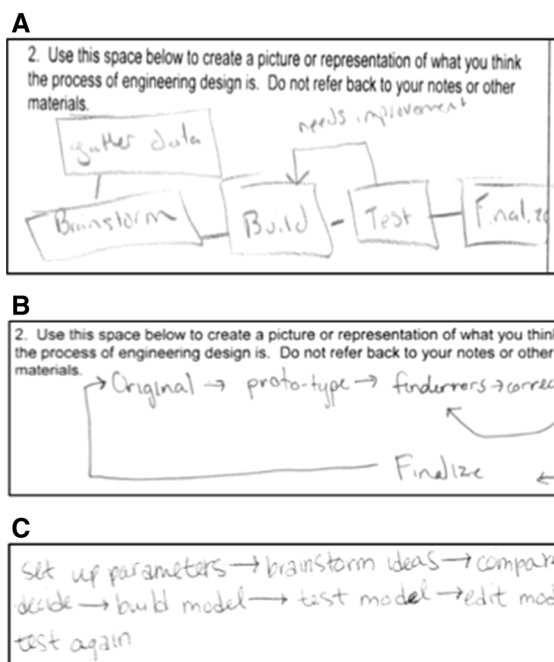 A
2. Use this space below to create a picture or representation of what you think
the process of engineering design is. Do not refer back to your notes or other
materials.
needs improvement
gather data
Brainstorm
Build
Test
Finalize
B
2. Use this space below to create a picture or representation of what you think
the process of engineering design is. Do not refer back to your notes or other
materials.
→ Original → proto-type → find errors → correc
Finalize ←
C
set up parameters → brainstorm ideas → compar
decide → build model → test model → edit mod
test again